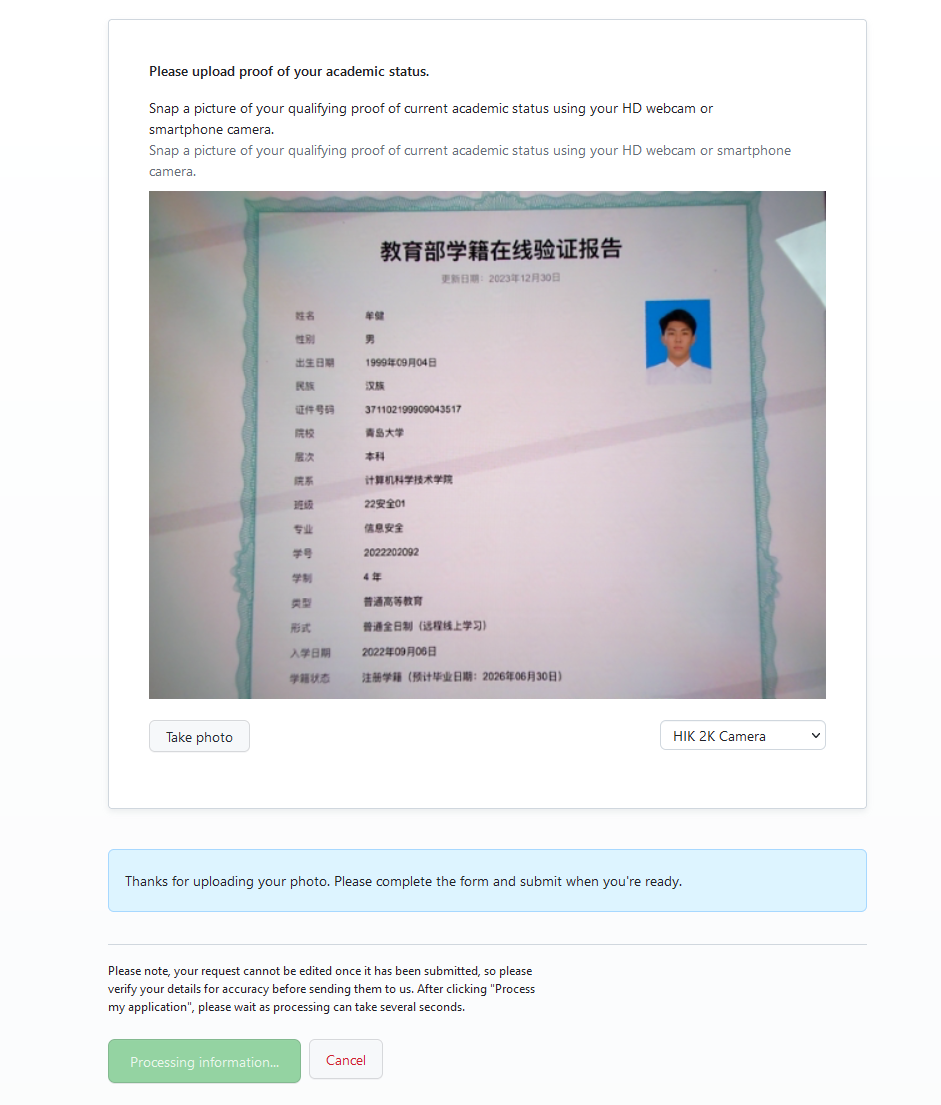 Please upload proof of your academic status.
Snap a picture of your qualifying proof of current academic status using your HD webcam or
smartphone camera.
Snap a picture of your qualifying proof of current academic status using your HD webcam or smartphone
camera.
教育部学籍在线验证报告
更新日期：2023年12月30日
姓名 牟健
性别 男
出生日期 1999年09月04日
民族 汉族
证件号码 371102199909043517
院校 青岛大学
层次 本科
院系 计算机科学技术学院
班级 22安全01
专业 信息安全
学号 2022202092
学制 4 年
类型 普通高等教育
形式 普通全日制（远程线上学习）
入学日期 2022年09月06日
学籍状态 注册学籍（预计毕业日期：2026年06月30日）
Take photo
HIK 2K Camera
Thanks for uploading your photo. Please complete the form and submit when you're ready.
Please note, your request cannot be edited once it has been submitted, so please
verify your details for accuracy before sending them to us. After clicking "Process
my application", please wait as processing can take several seconds.
Processing information...
Cancel